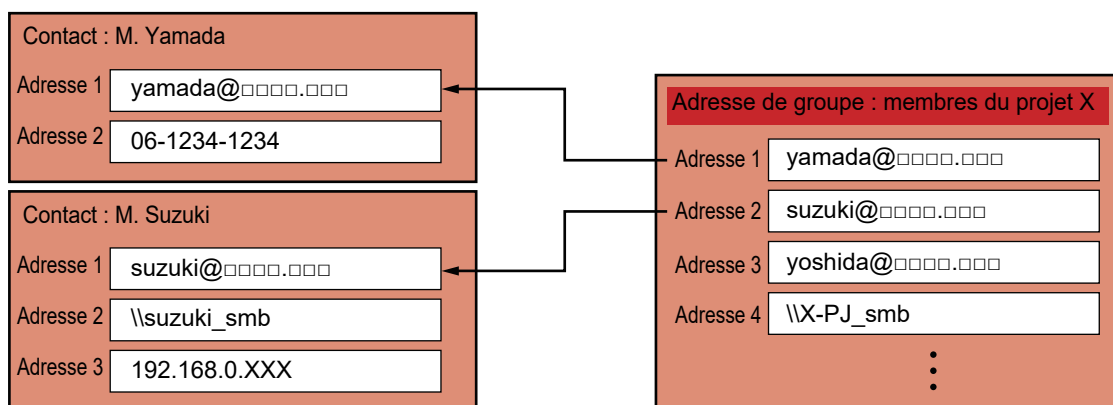 Contact : M. Yamada
Adresse 1 yamada@□□□□.□□□
Adresse 2 06-1234-1234
Contact : M. Suzuki
Adresse 1 suzuki@□□□□.□□□
Adresse 2 \\suzuki_smb
Adresse 3 192.168.0.XXX
Adresse de groupe : membres du projet X
Adresse 1 yamada@□□□□.□□□
Adresse 2 suzuki@□□□□.□□□
Adresse 3 yoshida@□□□□.□□□
Adresse 4 \\X-PJ_smb